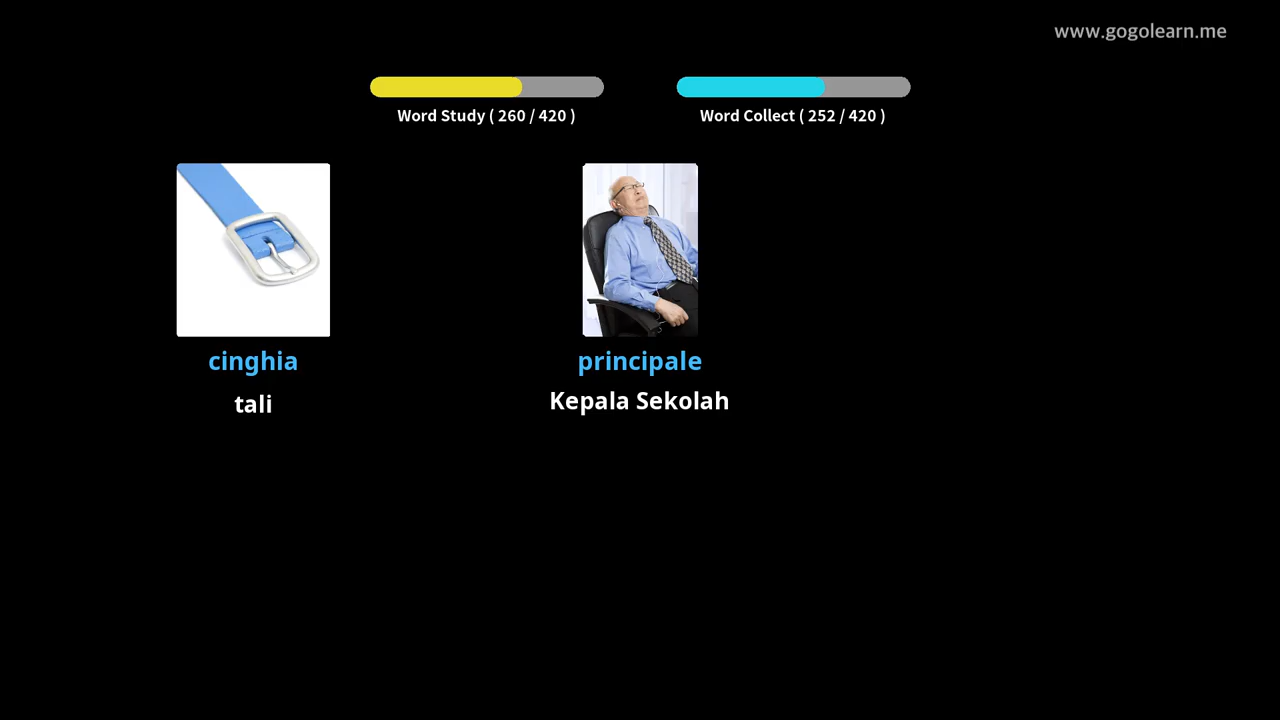 www.gogolearn.me
Word Study ( 260 / 420 )
Word Collect ( 252 / 420 )
cinghia
tali
principale
Kepala Sekolah